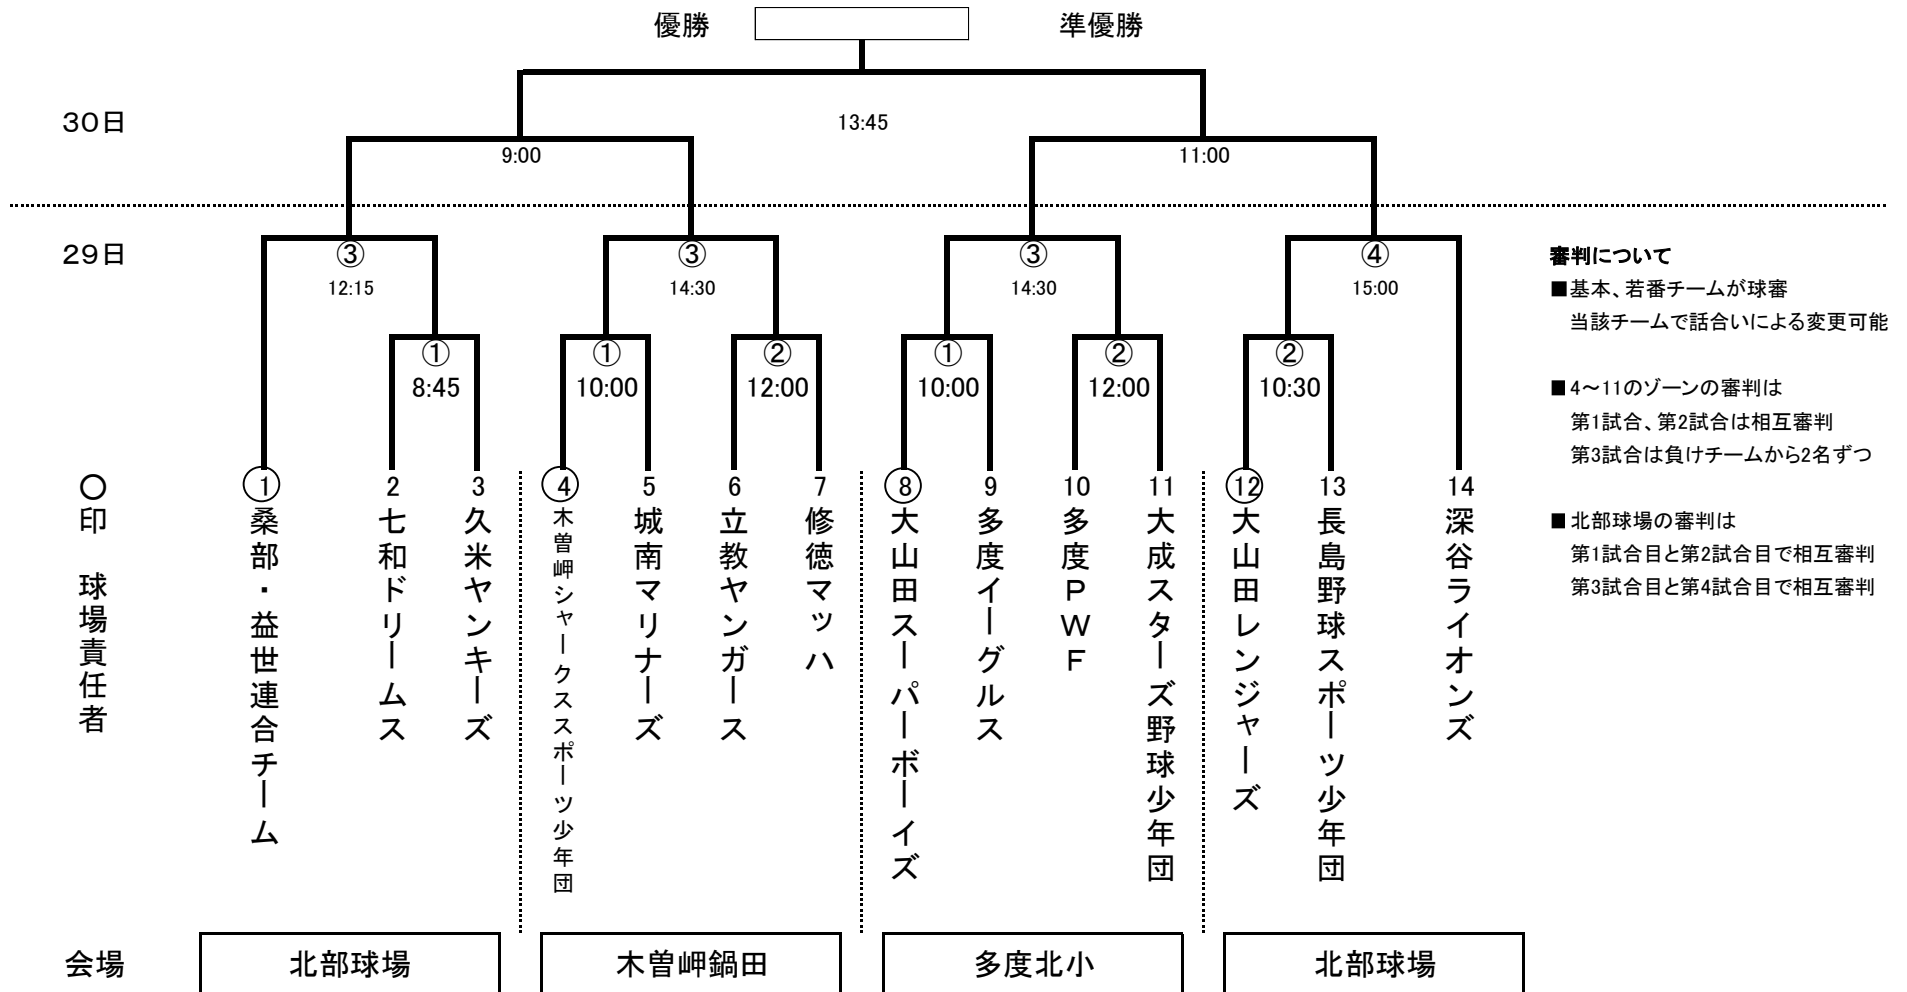 優勝
準優勝
30日
13:45
9:00
11:00
29日
③
③
③
④
12:15
14:30
14:30
15:00
①
①
②
①
②
②
8:45
10:00
12:00
10:00
12:00
10:30
審判について
■基本、若番チームが球審
当該チームで話合いによる変更可能
■4～11のゾーンの審判は
第1試合、第2試合は相互審判
第3試合は負けチームから2名ずつ
■北部球場の審判は
第1試合目と第2試合目で相互審判
第3試合目と第4試合目で相互審判
〇印 球場責任者
① 桑部・益世連合チーム
2 七和ドリームス
3 久米ヤンキーズ
④ 木曽岬シャークススポーツ少年団
5 城南マリナーズ
6 立教ヤンガース
7 修徳マッハ
⑧ 大山田スーパーボーイズ
9 多度イーグルス
10 多度PWF
11 大成スターズ野球少年団
⑫ 大山田レンジャーズ
13 長島野球スポーツ少年団
14 深谷ライオンズ
会場
北部球場
木曽岬鍋田
多度北小
北部球場